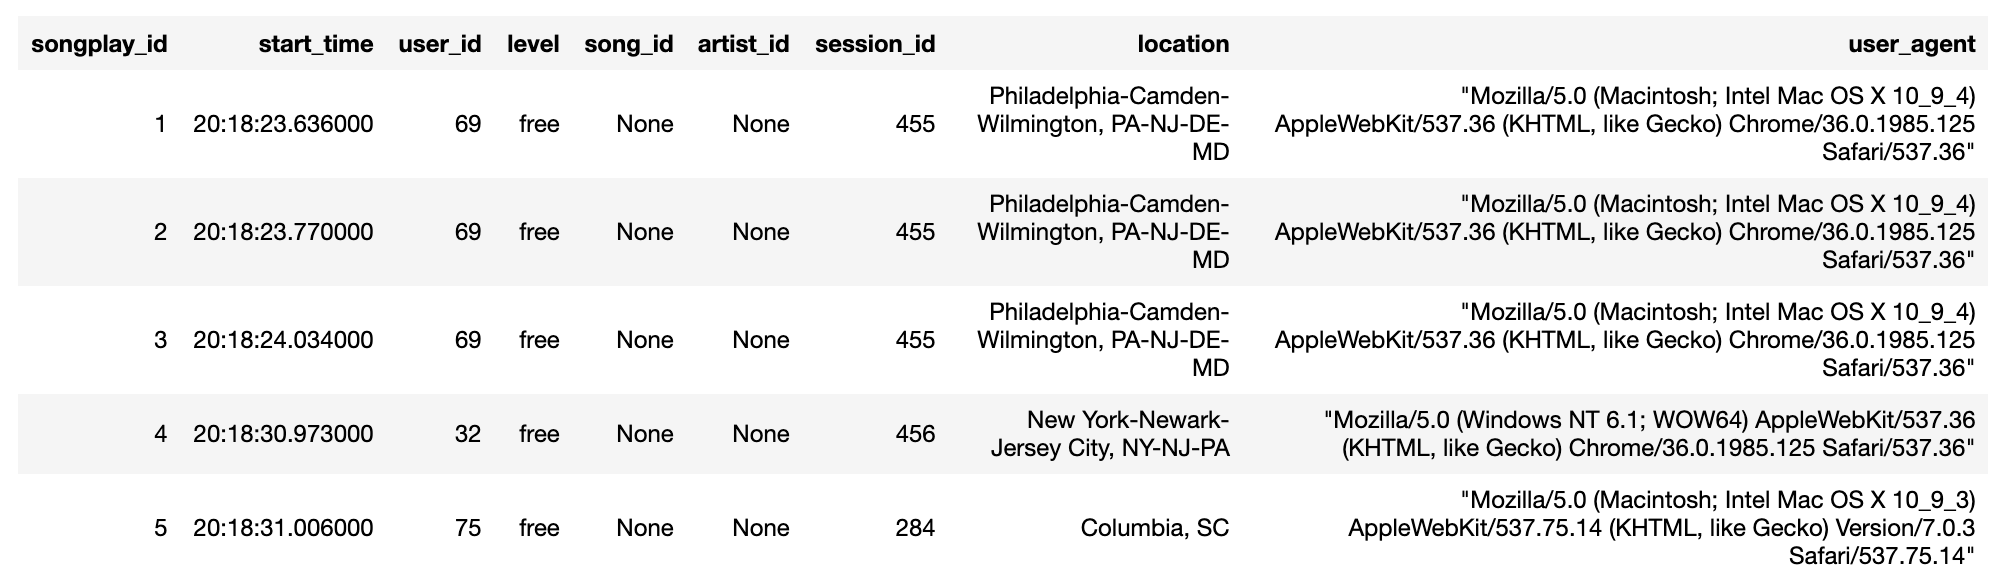 songplay_id start_time user_id level song_id artist_id session_id location user_agent
Philadelphia-Camden- "Mozilla/5.0 (Macintosh; Intel Mac OS X 10_9_4)
1 20:18:23.636000 69 free None None 455 Wilmington, PA-NJ-DE- AppleWebKit/537.36 (KHTML, like Gecko) Chrome/36.0.1985.125
MD Safari/537.36"
Philadelphia-Camden- "Mozilla/5.0 (Macintosh; Intel Mac OS X 10_9_4)
2 20:18:23.770000 69 free None None 455 Wilmington, PA-NJ-DE- AppleWebKit/537.36 (KHTML, like Gecko) Chrome/36.0.1985.125
MD Safari/537.36"
Philadelphia-Camden- "Mozilla/5.0 (Macintosh; Intel Mac OS X 10_9_4)
3 20:18:24.034000 69 free None None 455 Wilmington, PA-NJ-DE- AppleWebKit/537.36 (KHTML, like Gecko) Chrome/36.0.1985.125
MD Safari/537.36"
New York-Newark- "Mozilla/5.0 (Windows NT 6.1; WOW64) AppleWebKit/537.36
4 20:18:30.973000 32 free None None 456 Jersey City, NY-NJ-PA (KHTML, like Gecko) Chrome/36.0.1985.125 Safari/537.36"
"Mozilla/5.0 (Macintosh; Intel Mac OS X 10_9_3)
5 20:18:31.006000 75 free None None 284 Columbia, SC AppleWebKit/537.75.14 (KHTML, like Gecko) Version/7.0.3
Safari/537.75.14"